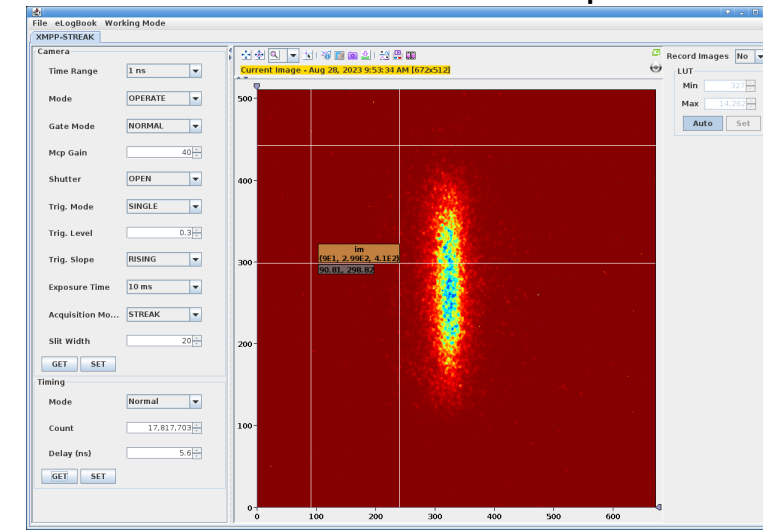 File eLogBook Working Mode
XMPP-STREAK
Camera
Time Range 1 ns
Mode OPERATE
Gate Mode NORMAL
Mcp Gain 40
Shutter OPEN
Trig. Mode SINGLE
Trig. Level 0.3
Trig. Slope RISING
Exposure Time 10 ms
Acquisition Mo... STREAK
Slit Width 20
GET SET
Timing
Mode Normal
Count 17,817,703
Delay (ns) 5.6
GET SET
Current Image - Aug 28, 2023 9:53:34 AM [672x512]
500
400
300
200
100
0
0 100 200 300 400 500 600
im
(9E1, 2.99E2, 4.1E2)
90.81, 298.82
Record Images No
LUT
Min 327
Max 14,262
Auto Set